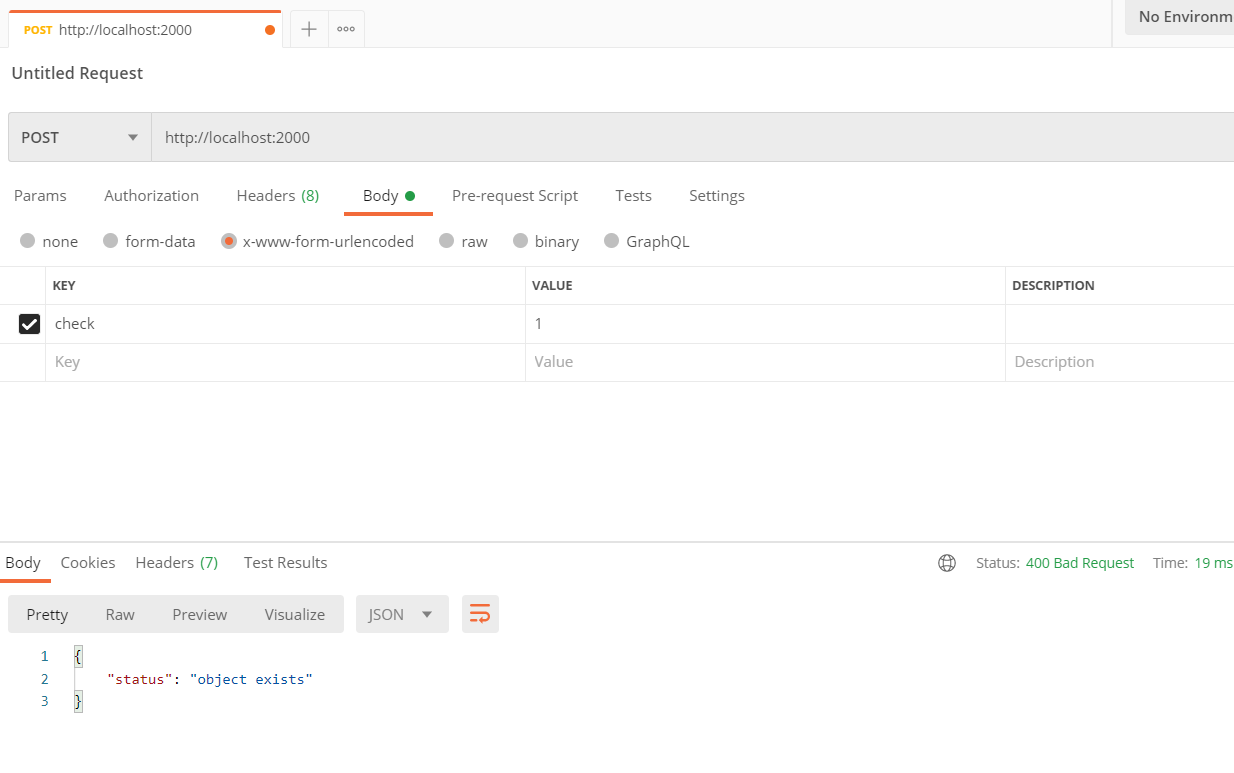 POST http://localhost:2000
No Environm
Untitled Request
POST http://localhost:2000
Params Authorization Headers (8) Body Pre-request Script Tests Settings
none form-data x-www-form-urlencoded raw binary GraphQL
KEY VALUE DESCRIPTION
check 1
Key Value Description
Body Cookies Headers (7) Test Results Status: 400 Bad Request Time: 19 ms
Pretty Raw Preview Visualize JSON
1 {
2 "status": "object exists"
3 }